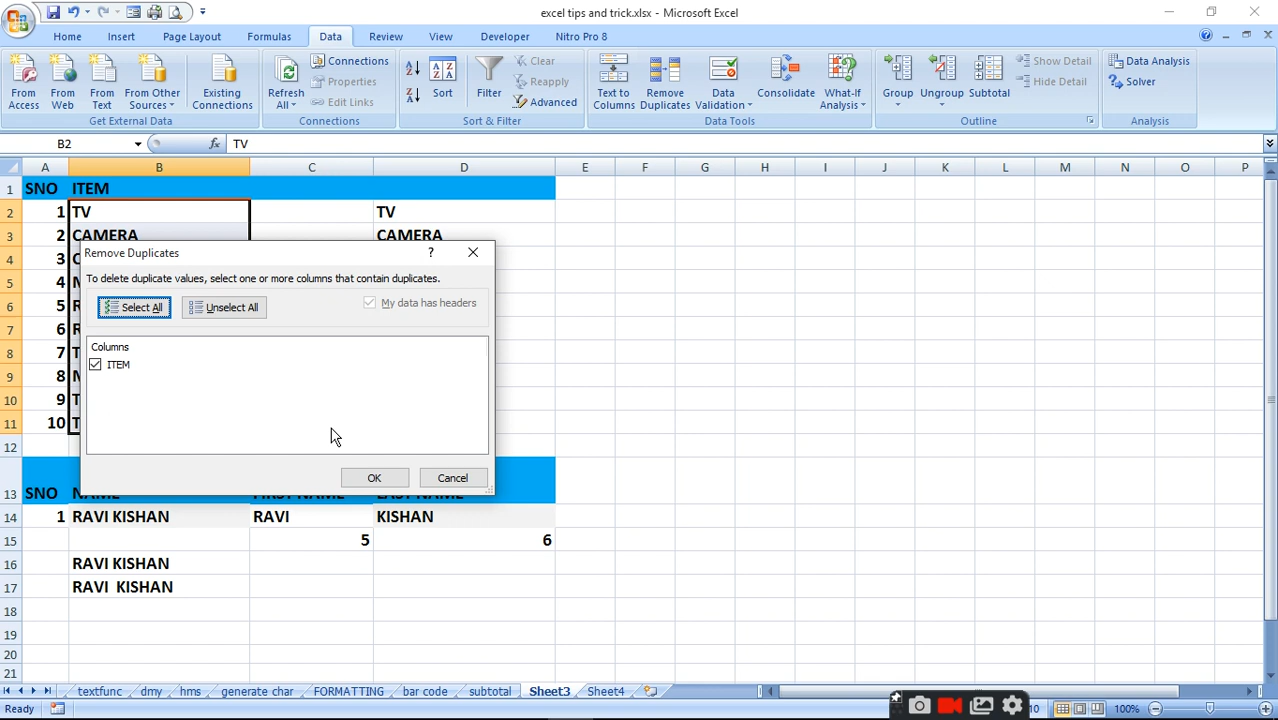 excel tips and trick.xlsx - Microsoft Excel
Home Insert Page Layout Formulas Data Review View Developer Nitro Pro 8
From Access From Web From Text From Other Sources Existing Connections Refresh All Connections Properties Edit Links Sort Filter Clear Reapply Advanced Text to Columns Remove Duplicates Data Validation Consolidate What-If Analysis Group Ungroup Subtotal Show Detail Hide Detail Data Analysis Solver
Get External Data Connections Sort & Filter Data Tools Outline Analysis
B2 fx TV
A B C D E F G H I J K L M N O P
1 SNO ITEM
2 1 TV TV
3 2 CAMERA CAMERA
Remove Duplicates ? 
4 3
To delete duplicate values, select one or more columns that contain duplicates.
5 4
Select All Unselect All My data has headers
6 5
7 6
Columns
8 7
ITEM
9 8
10 9
11 10
12
OK Cancel
13 SNO
14 1 RAVI KISHAN RAVI KISHAN
15 5 6
16 RAVI KISHAN
17 RAVI  KISHAN
18
19
20
21
textfunc dmy hms generate char FORMATTING bar code subtotal Sheet3 Sheet4
Ready 10 100%